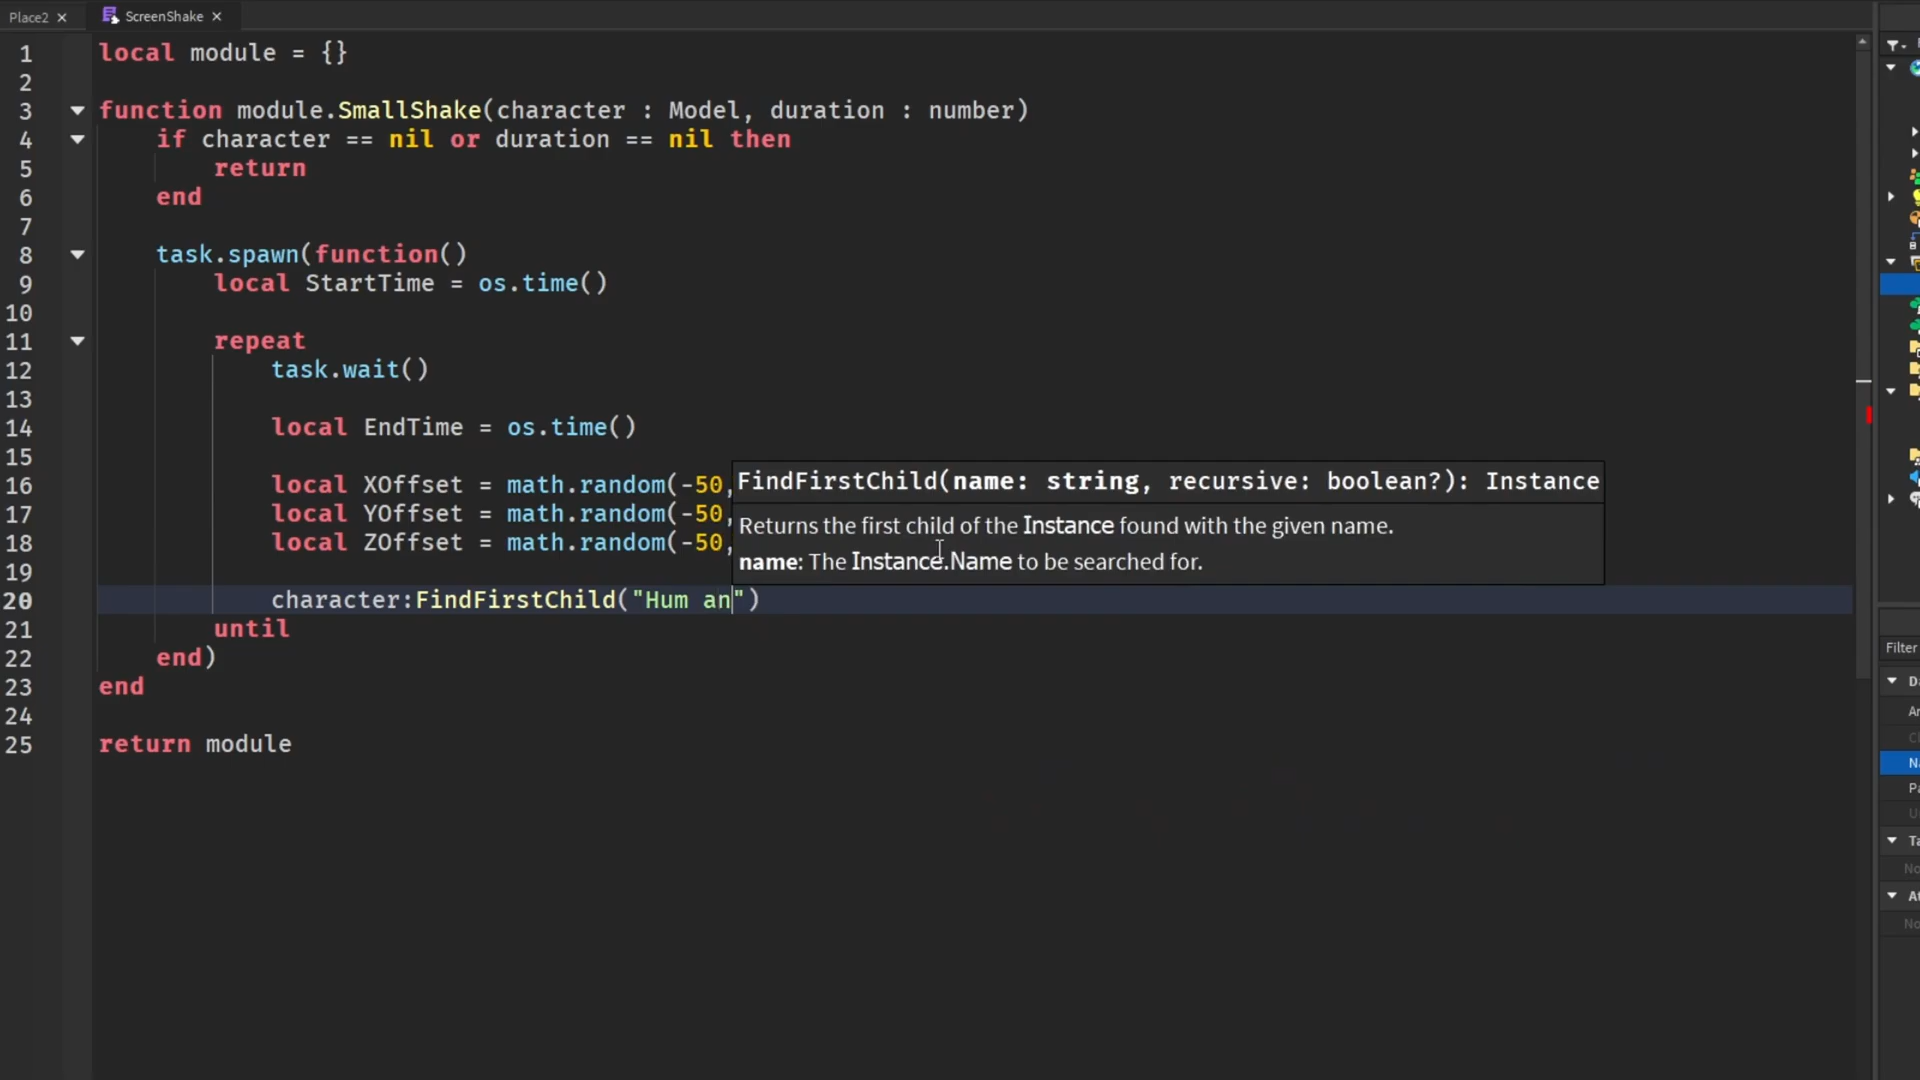 Place2 ×
ScreenShake ×
1 local module = {}
2
3 function module.SmallShake(character : Model, duration : number)
4 if character == nil or duration == nil then
5 return
6 end
7
8 task.spawn(function()
9 local StartTime = os.time()
10
11 repeat
12 task.wait()
13
14 local EndTime = os.time()
15
16 local XOffset = math.random(-50,
17 local YOffset = math.random(-50,
18 local ZOffset = math.random(-50,
FindFirstChild(name: string, recursive: boolean?): Instance
Returns the first child of the Instance found with the given name.
name: The Instance.Name to be searched for.
19
20 character:FindFirstChild("Hum an")
21 until
22 end)
23 end
24
25 return module
Filter